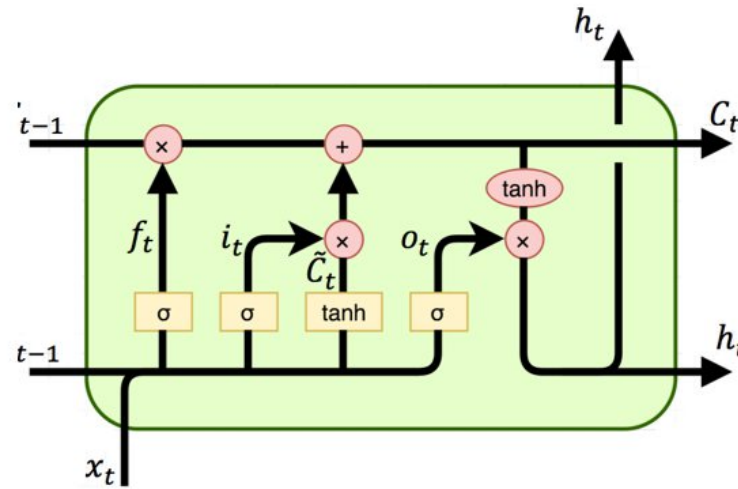 h_t
t−1
×
+
C_t
tanh
f_t
i_t
×
o_t
×
C̃_t
σ
σ
tanh
σ
t−1
h_t
x_t